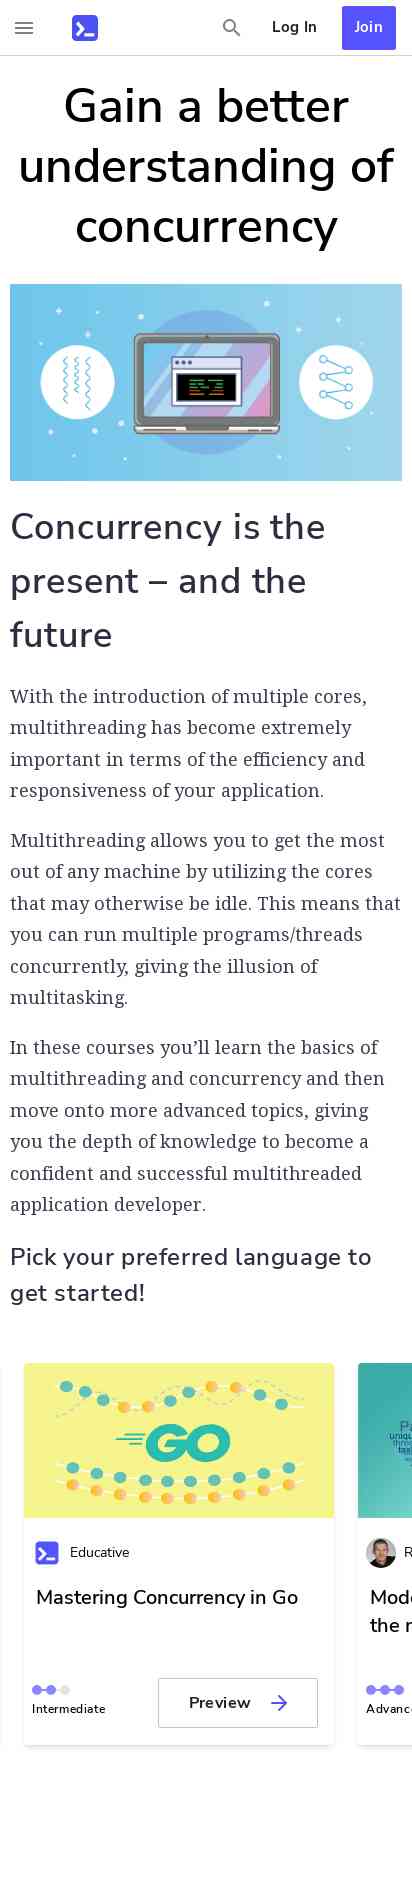 Log In
Join
Gain a better
understanding of
concurrency
Concurrency is the
present – and the
future
With the introduction of multiple cores,
multithreading has become extremely
important in terms of the efficiency and
responsiveness of your application.
Multithreading allows you to get the most
out of any machine by utilizing the cores
that may otherwise be idle. This means that
you can run multiple programs/threads
concurrently, giving the illusion of
multitasking.
In these courses you’ll learn the basics of
multithreading and concurrency and then
move onto more advanced topics, giving
you the depth of knowledge to become a
confident and successful multithreaded
application developer.
Pick your preferred language to
get started!
GO
Educative
Mastering Concurrency in Go
Intermediate
Preview
R
the